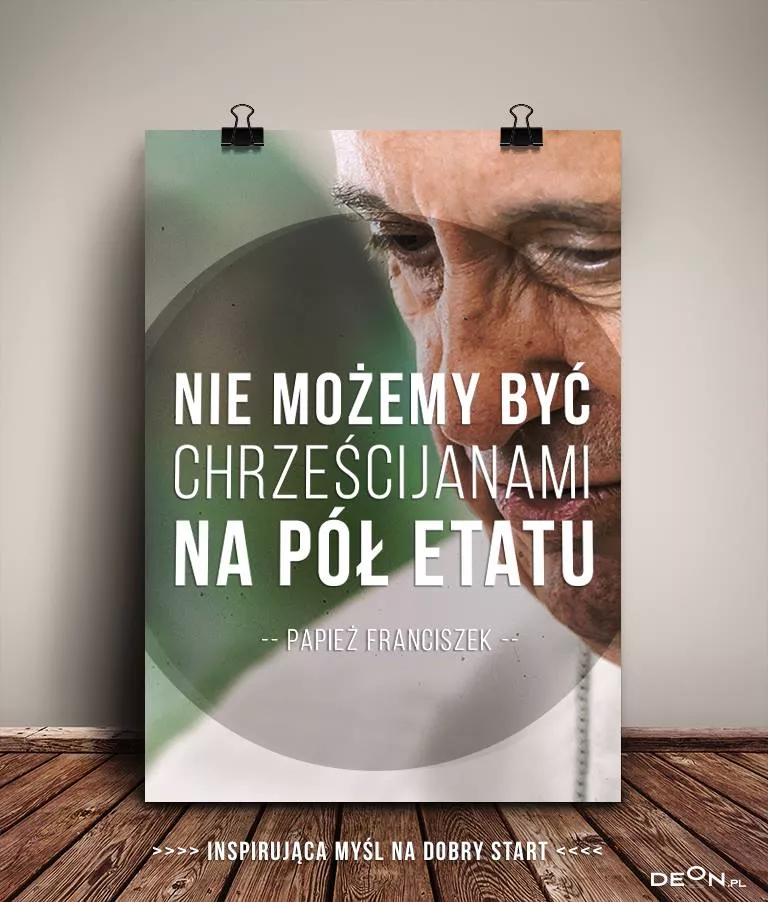 NIE MOŻEMY BYĆ
CHRZEŚCIJANAMI
NA PÓŁ ETATU
-- PAPIEŻ FRANCISZEK --
>>>> INSPIRUJĄCA MYŚL NA DOBRY START <<<<
DEON.PL